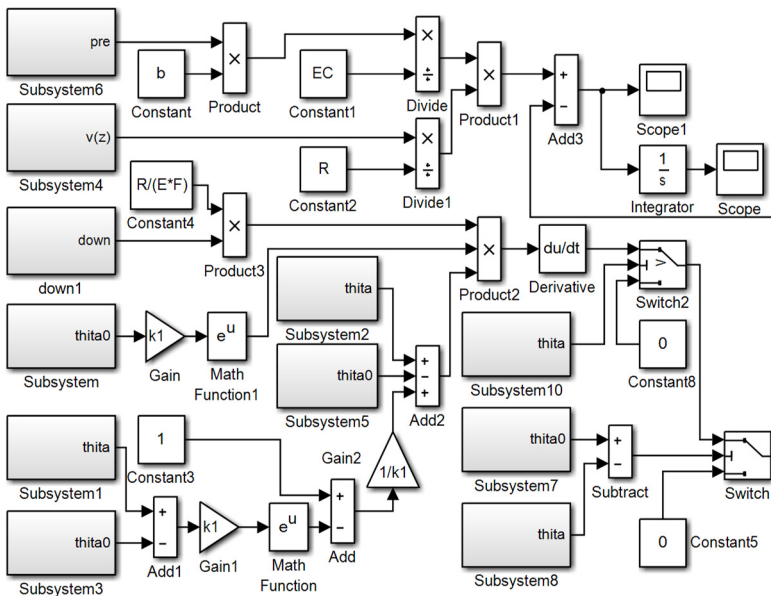 pre
Subsystem6
b
Constant
×
Product
EC
Constant1
×
÷
Divide
×
Product1
+
−
Add3
Scope1
1
s
Integrator
Scope
v(z)
Subsystem4
R
Constant2
×
÷
Divide1
R/(E*F)
Constant4
down
down1
×
Product3
×
Product2
du/dt
Derivative
>
Switch2
thita0
Subsystem
k1
Gain
e^u
Math
Function1
thita
Subsystem2
thita0
Subsystem5
+
−
+
Add2
thita
Subsystem10
0
Constant8
thita
Subsystem1
1
Constant3
Gain2
1/k1
thita0
Subsystem3
+
−
Add1
k1
Gain1
e^u
Math
Function
+
−
Add
thita0
Subsystem7
thita
Subsystem8
+
−
Subtract
Switch
0
Constant5